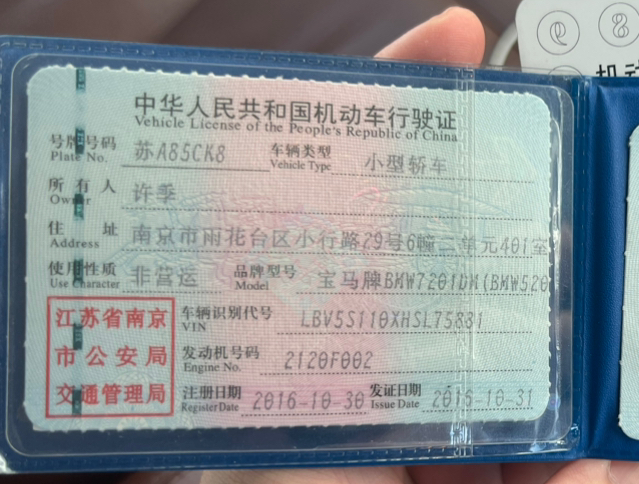 中华人民共和国机动车行驶证
Vehicle License of the People's Republic of China
号牌号码 苏A85CK8 车辆类型 小型轿车
Plate No. Vehicle Type
所有人 许季
Owner
住址 南京市雨花台区小行路29号6幢二单元401室
Address
使用性质 非营运 品牌型号 宝马牌BMW7201DM(BMW520
Use Character Model
江苏省南京
市公安局
交通管理局
车辆识别代号 LBV5S110XHSL75881
VIN
发动机号码 2120F002
Engine No.
注册日期 2016-10-30 发证日期 2016-10-31
Register Date Issue Date
机动